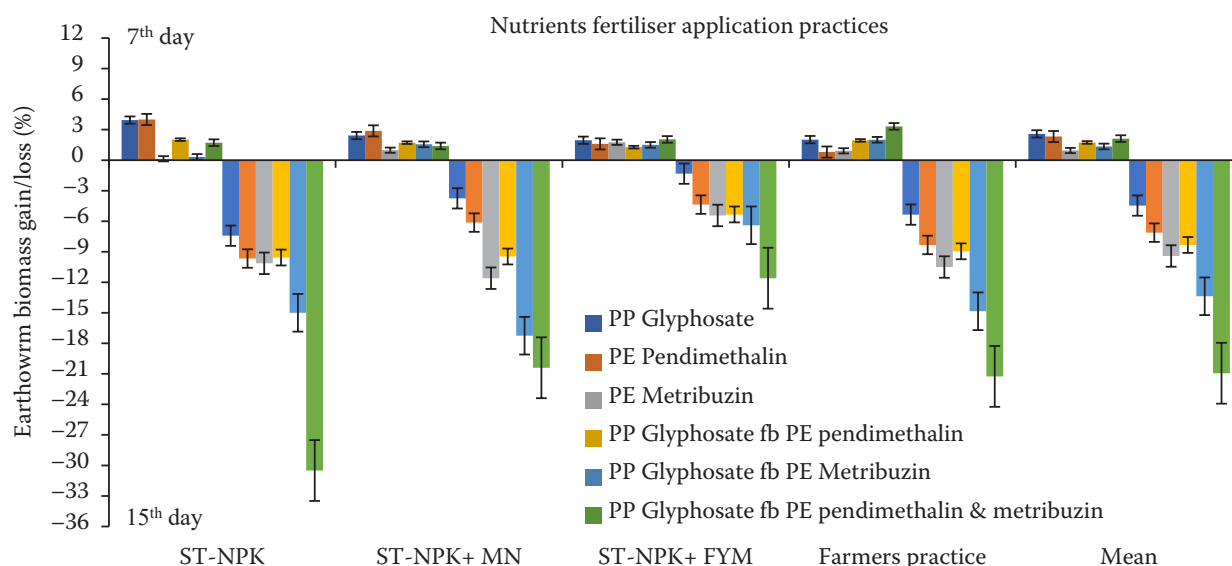 Nutrients fertiliser application practices
7th day
12
9
6
3
0
–3
–6
–9
–12
–15
–18
–21
–24
–27
–30
–33
–36
Earthowrm biomass gain/loss (%)
PP Glyphosate
PE Pendimethalin
PE Metribuzin
PP Glyphosate fb PE pendimethalin
PP Glyphosate fb PE Metribuzin
PP Glyphosate fb PE pendimethalin & metribuzin
15th day
ST-NPK
ST-NPK+ MN
ST-NPK+ FYM
Farmers practice
Mean